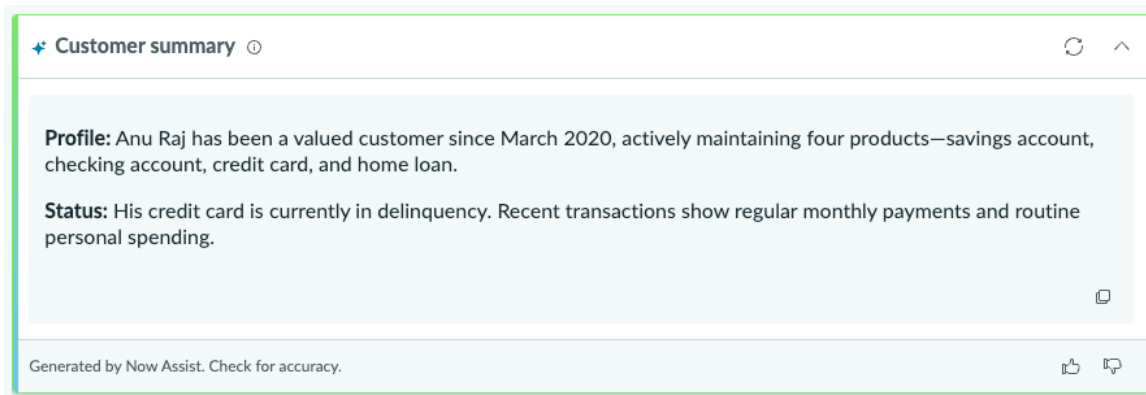 Customer summary
Profile: Anu Raj has been a valued customer since March 2020, actively maintaining four products—savings account,
checking account, credit card, and home loan.
Status: His credit card is currently in delinquency. Recent transactions show regular monthly payments and routine
personal spending.
Generated by Now Assist. Check for accuracy.